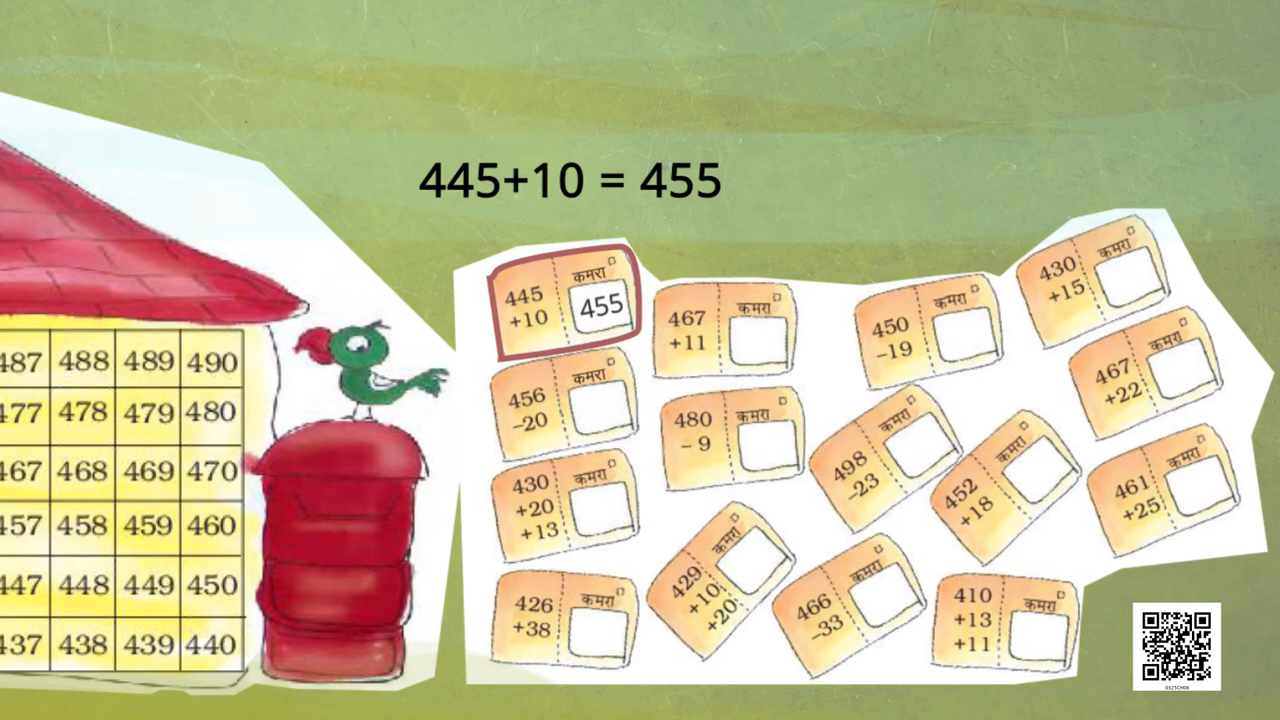 445+10 = 455
487 488 489 490
477 478 479 480
467 468 469 470
457 458 459 460
447 448 449 450
437 438 439 440
445
+10
कमरा
455
467
+11
कमरा
450
-19
कमरा
430
+15
कमरा
456
-20
कमरा
480
- 9
कमरा
498
-23
कमरा
452
+18
कमरा
467
+22
कमरा
430
+20
+13
कमरा
461
+25
कमरा
426
+38
कमरा
429
+10
+20
कमरा
466
-33
कमरा
410
+13
+11
कमरा
0325CH06